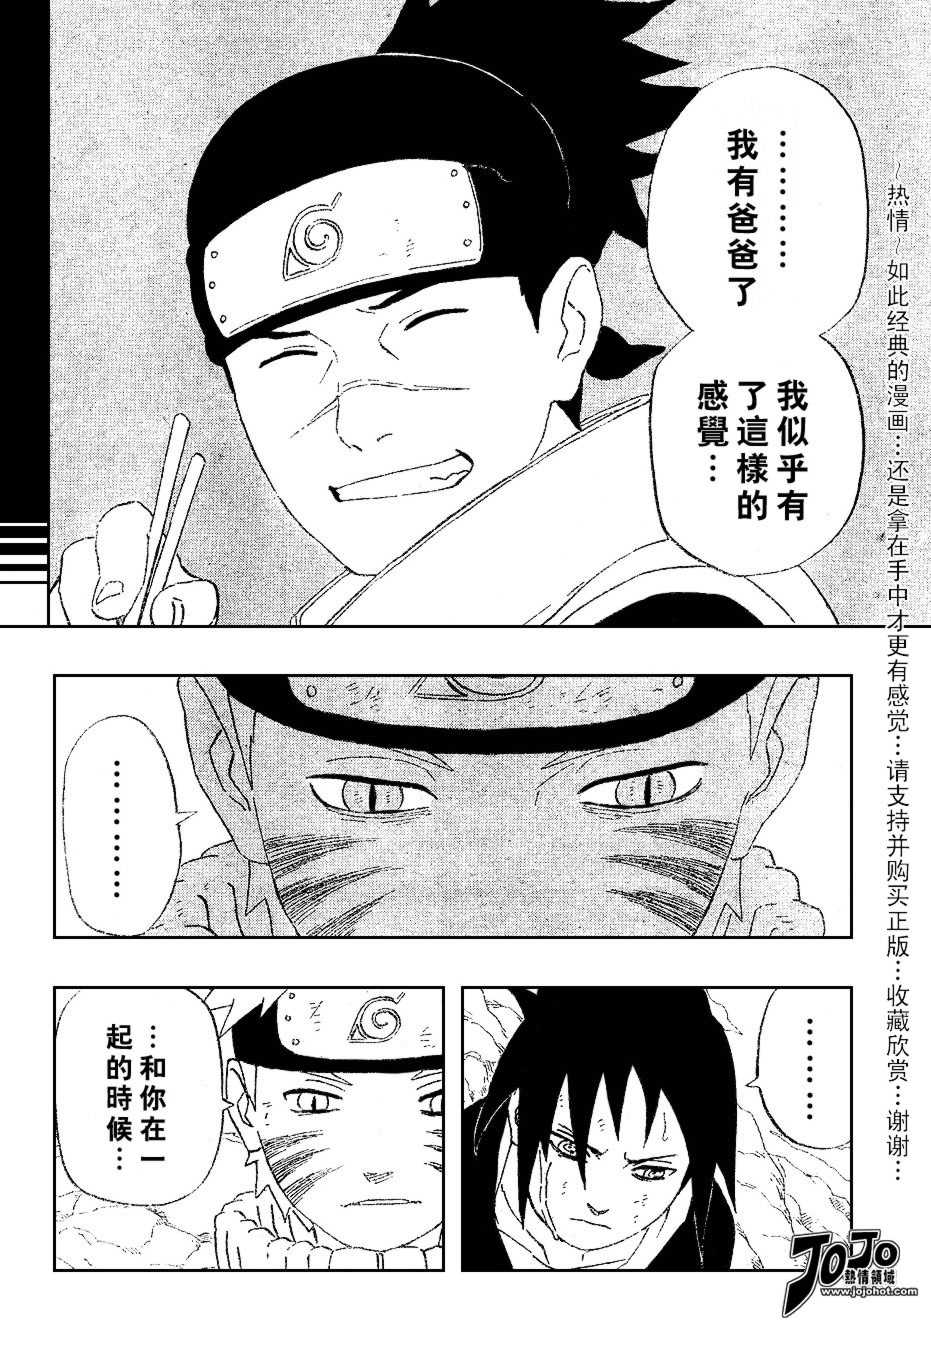 …………
我有爸爸了
我似乎有
了這樣的
感覺…
…………
…………
…和你在一
起的時候…
～热情～如此经典的漫画…还是拿在手中才更有感觉…请支持并购买正版…收藏欣赏…谢谢…
JOJO
熱情領域
www.jojohot.com